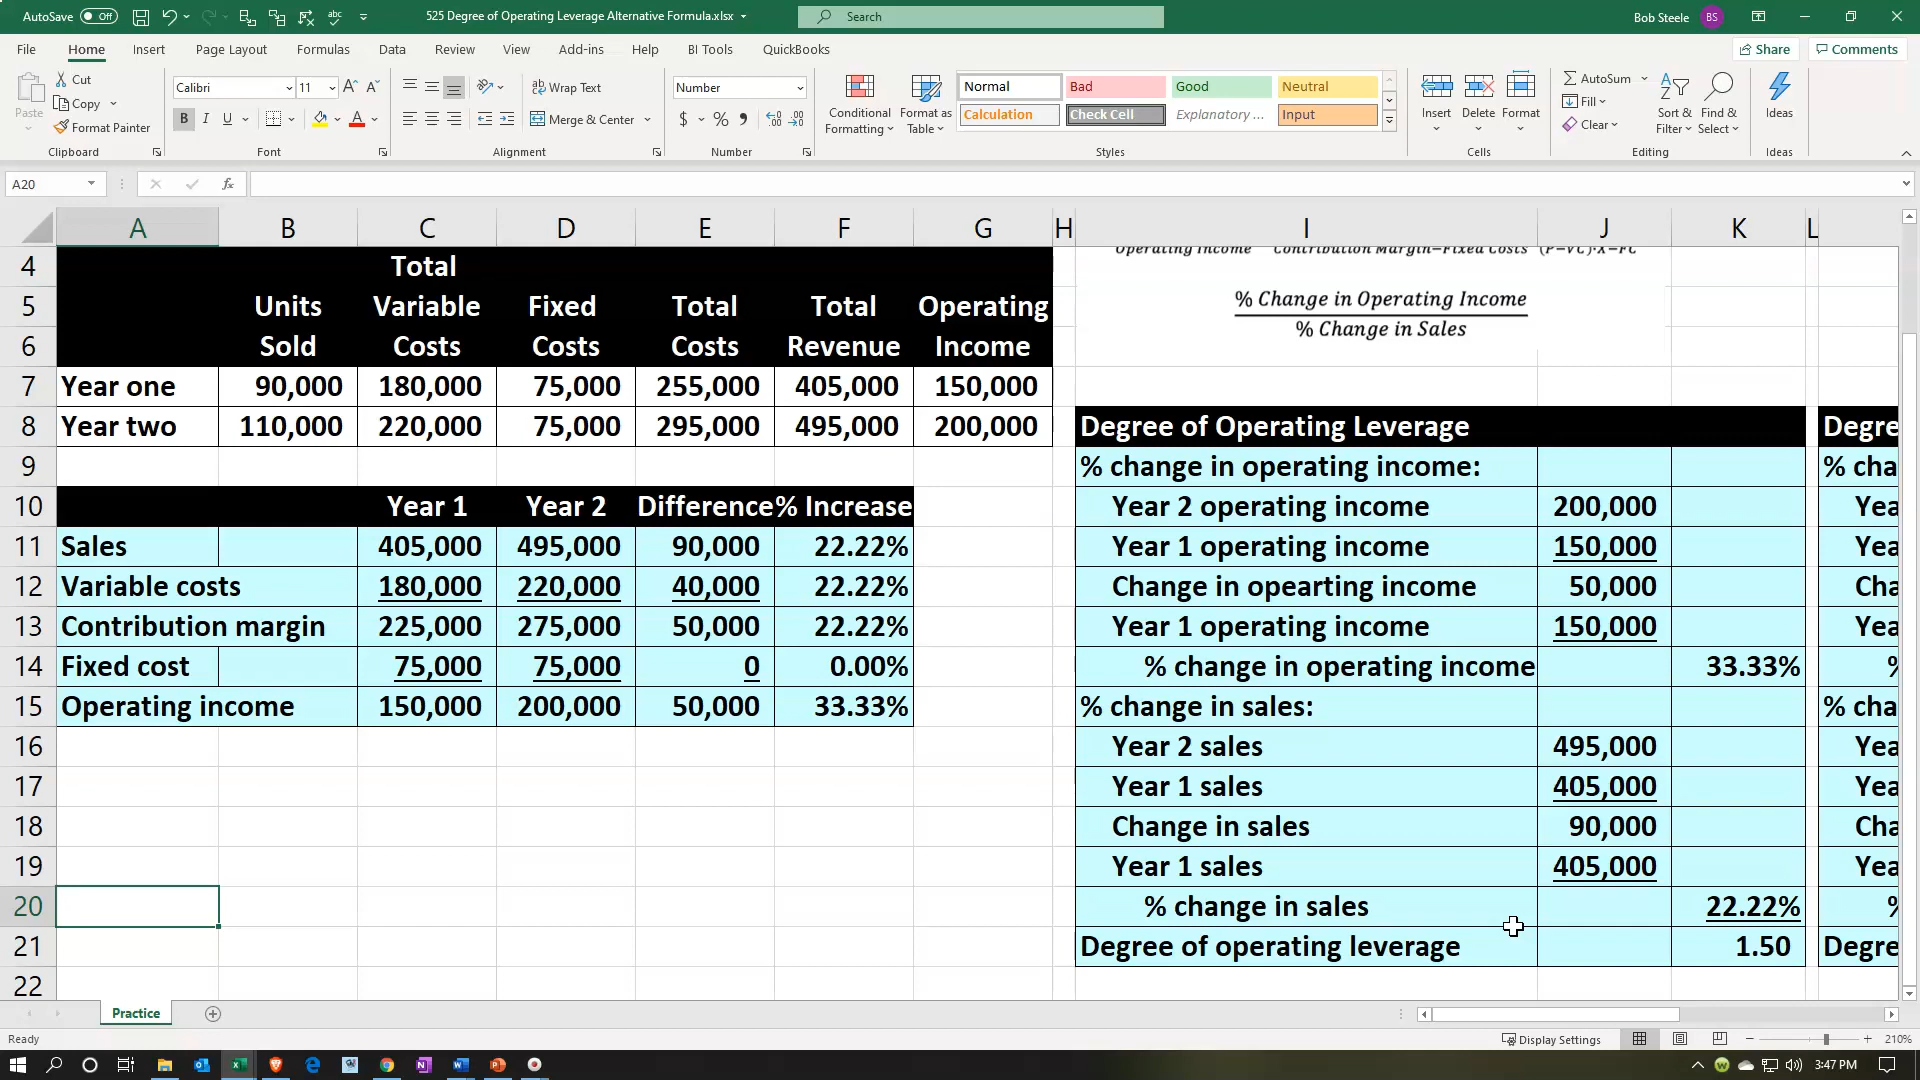 AutoSave Off
525 Degree of Operating Leverage Alternative Formula.xlsx
Search
Bob Steele BS
File Home Insert Page Layout Formulas Data Review View Add-ins Help BI Tools QuickBooks
Share Comments
Paste
Cut
Copy
Format Painter
Clipboard
Calibri 11
B I U
Font
Wrap Text
Merge & Center
Alignment
Number
$ %
Number
Conditional Formatting
Format as Table
Normal Bad Good Neutral
Calculation Check Cell Explanatory ... Input
Styles
Insert Delete Format
Cells
AutoSum
Fill
Clear
Sort & Filter
Find & Select
Editing
Ideas
Ideas
A20 fx
A B C D E F G H I J K L
4 Total
5 Units Variable Fixed Total Total Operating
6 Sold Costs Costs Costs Revenue Income
7 Year one 90,000 180,000 75,000 255,000 405,000 150,000
8 Year two 110,000 220,000 75,000 295,000 495,000 200,000
9
10 Year 1 Year 2 Difference % Increase
11 Sales 405,000 495,000 90,000 22.22%
12 Variable costs 180,000 220,000 40,000 22.22%
13 Contribution margin 225,000 275,000 50,000 22.22%
14 Fixed cost 75,000 75,000 0 0.00%
15 Operating income 150,000 200,000 50,000 33.33%
16
17
18
19
20
21
22
Operating Income Contribution Margin−Fixed Costs (P−VC)·X−FC
% Change in Operating Income
% Change in Sales
Degree of Operating Leverage
% change in operating income:
Year 2 operating income 200,000
Year 1 operating income 150,000
Change in opearting income 50,000
Year 1 operating income 150,000
% change in operating income 33.33%
% change in sales:
Year 2 sales 495,000
Year 1 sales 405,000
Change in sales 90,000
Year 1 sales 405,000
% change in sales 22.22%
Degree of operating leverage 1.50
Degre
% cha
Yea
Yea
Cha
Yea
%
% cha
Yea
Yea
Cha
Yea
%
Degre
Practice
Ready
Display Settings
210%
3:47 PM